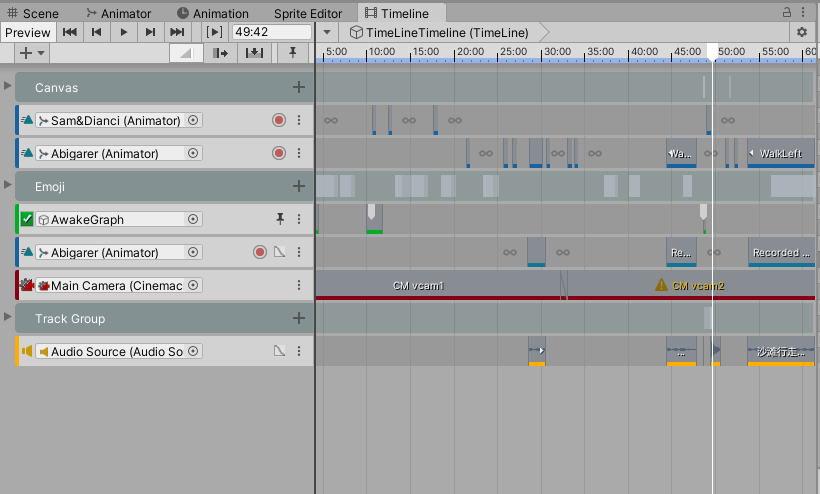 Scene Animator Animation Sprite Editor Timeline
Preview 49:42 TimeLineTimeline (TimeLine)
5:00 10:00 15:00 20:00 25:00 30:00 35:00 40:00 45:00 50:00 55:00 60
Canvas
Sam&Dianci (Animator)
Abigarer (Animator) Wa... WalkLeft
Emoji
AwakeGraph
Abigarer (Animator) Re... Recorded ...
Main Camera (Cinemac CM vcam1 CM vcam2
Track Group
Audio Source (Audio So ... 沙滩行走...